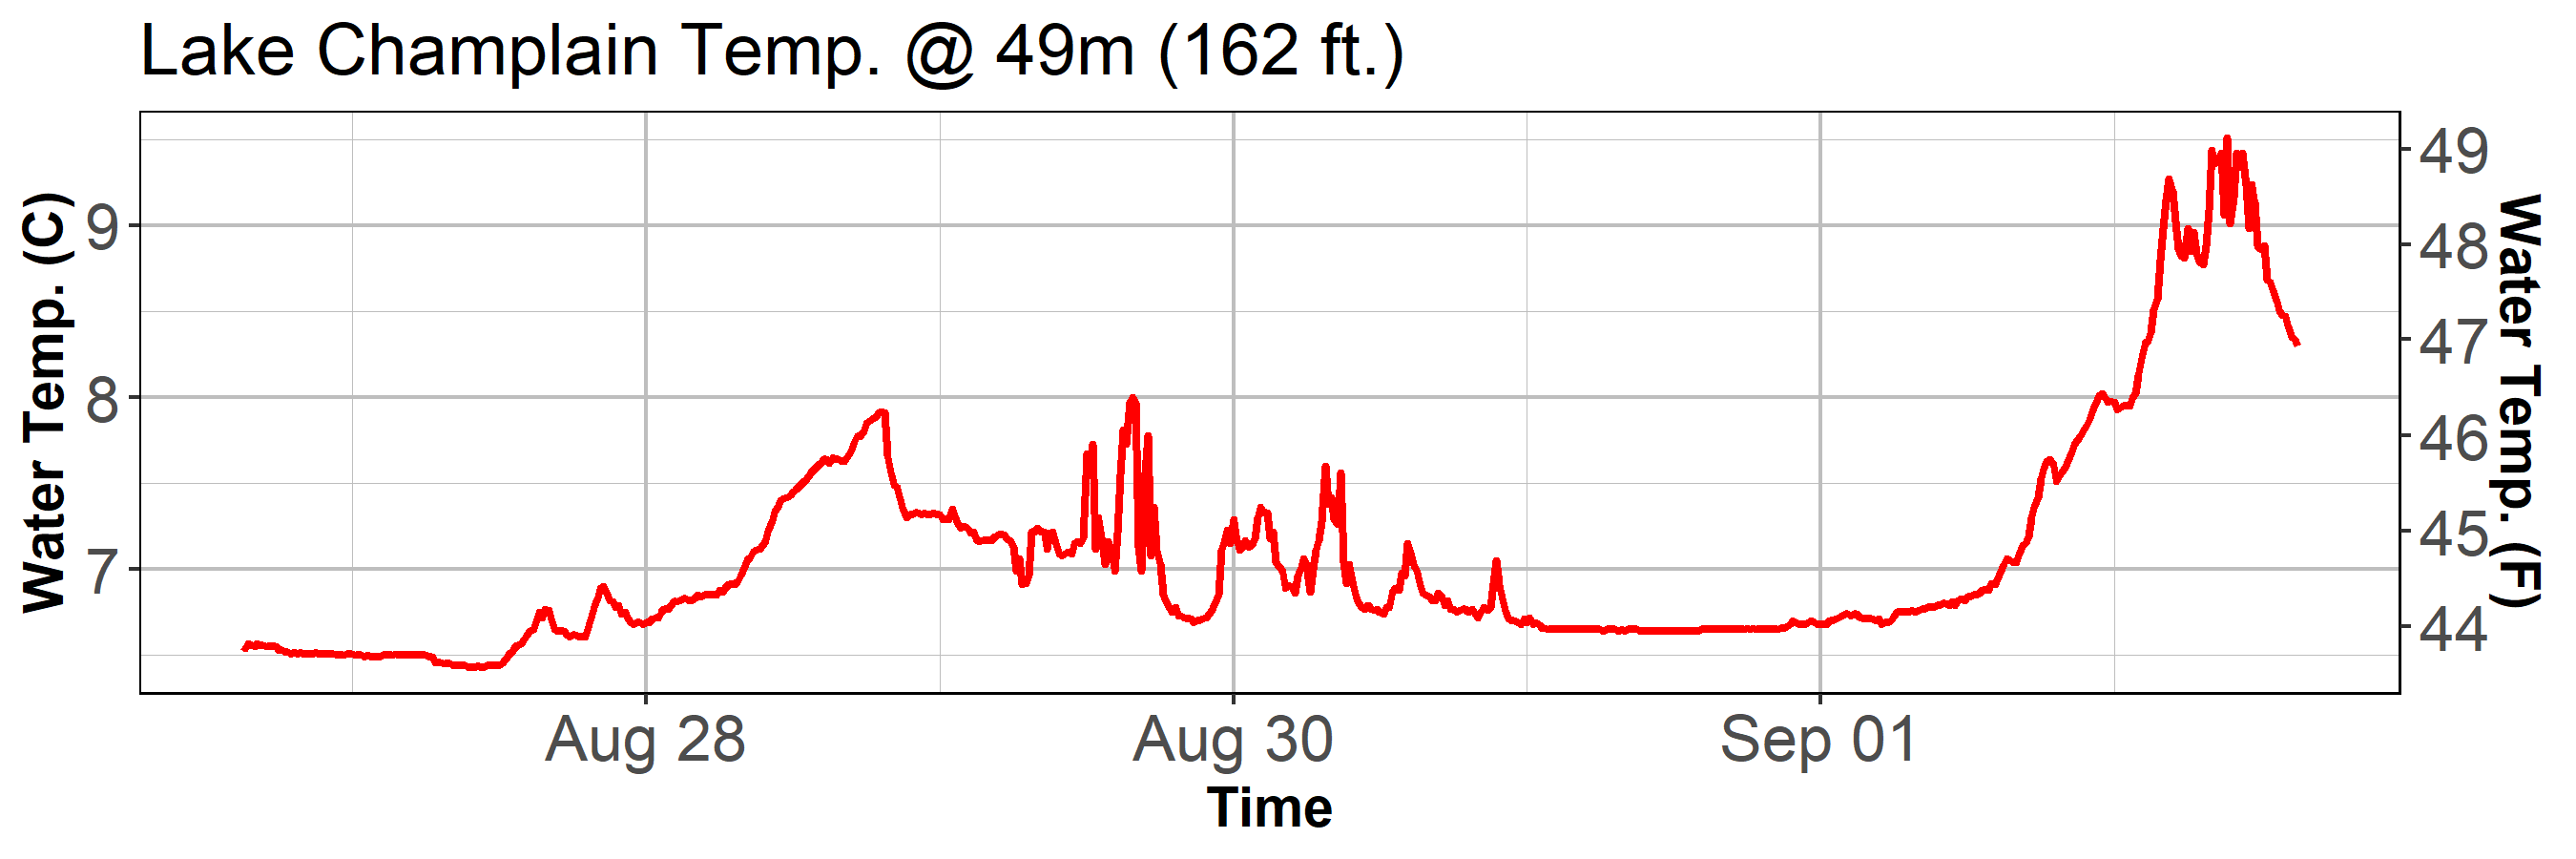 Lake Champlain Temp. @ 49m (162 ft.)
Water Temp. (C)
9
8
7
49
48
47
46
45
44
Water Temp. (F)
Aug 28
Aug 30
Sep 01
Time